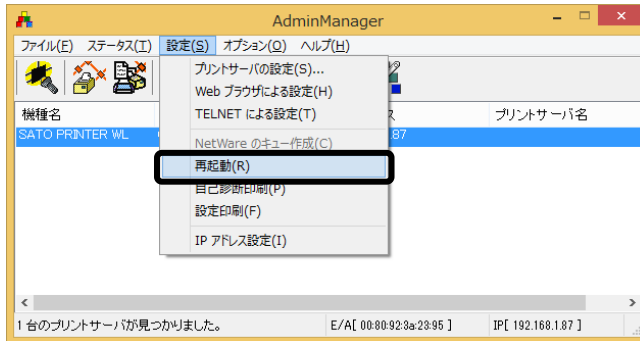 AdminManager
ファイル(F) ステータス(T) 設定(S) オプション(O) ヘルプ(H)
プリントサーバの設定(S)...
Web ブラウザによる設定(H)
TELNET による設定(T)
NetWare のキュー作成(C)
再起動(R)
自己診断印刷(P)
設定印刷(F)
IP アドレス設定(I)
機種名 ス プリントサーバ名
SATO PRINTER WL .87
1 台のプリントサーバが見つかりました。 E/A[ 00:80:92:3a:23:95 ] IP[ 192.168.1.87 ]